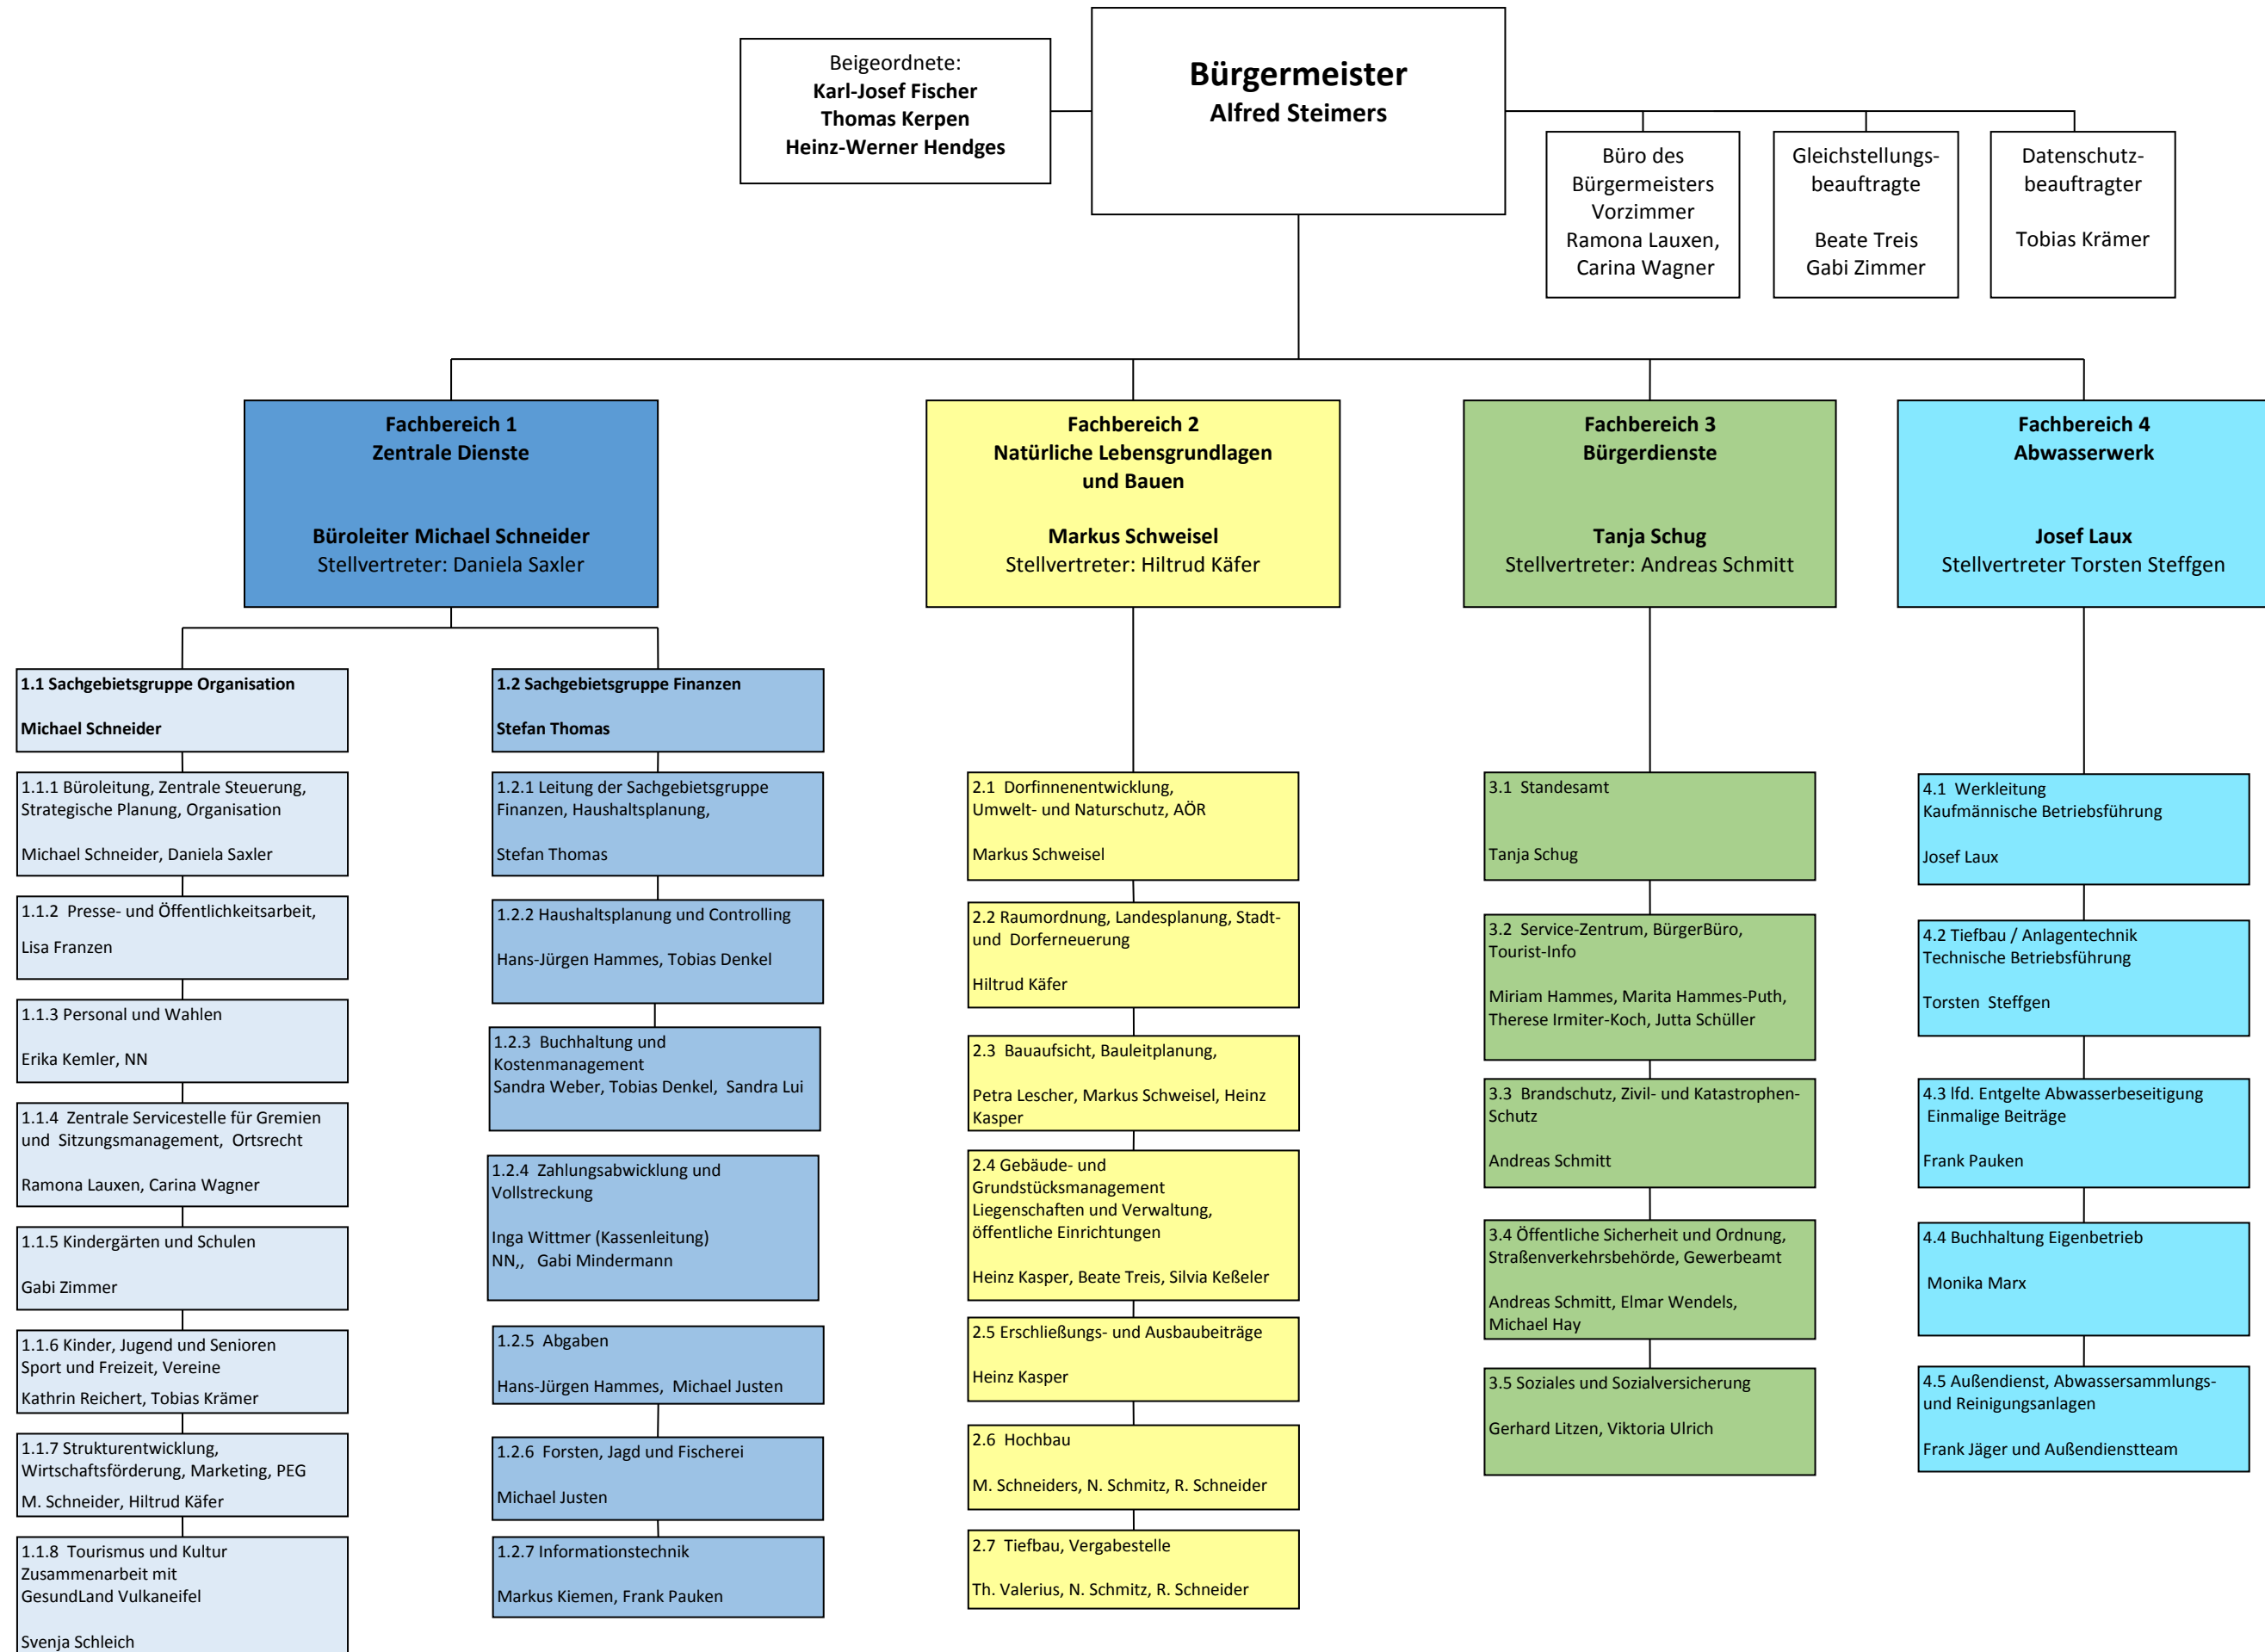 Beigeordnete:
Karl-Josef Fischer
Thomas Kerpen
Heinz-Werner Hendges
Bürgermeister
Alfred Steimers
Büro des
Bürgermeisters
Vorzimmer
Ramona Lauxen,
Carina Wagner
Gleichstellungs-
beauftragte
Beate Treis
Gabi Zimmer
Datenschutz-
beauftragter
Tobias Krämer
Fachbereich 1
Zentrale Dienste
Büroleiter Michael Schneider
Stellvertreter: Daniela Saxler
Fachbereich 2
Natürliche Lebensgrundlagen
und Bauen
Markus Schweisel
Stellvertreter: Hiltrud Käfer
Fachbereich 3
Bürgerdienste
Tanja Schug
Stellvertreter: Andreas Schmitt
Fachbereich 4
Abwasserwerk
Josef Laux
Stellvertreter Torsten Steffgen
1.1 Sachgebietsgruppe Organisation
Michael Schneider
1.1.1 Büroleitung, Zentrale Steuerung,
Strategische Planung, Organisation
Michael Schneider, Daniela Saxler
1.1.2 Presse- und Öffentlichkeitsarbeit,
Lisa Franzen
1.1.3 Personal und Wahlen
Erika Kemler, NN
1.1.4 Zentrale Servicestelle für Gremien
und Sitzungsmanagement, Ortsrecht
Ramona Lauxen, Carina Wagner
1.1.5 Kindergärten und Schulen
Gabi Zimmer
1.1.6 Kinder, Jugend und Senioren
Sport und Freizeit, Vereine
Kathrin Reichert, Tobias Krämer
1.1.7 Strukturentwicklung,
Wirtschaftsförderung, Marketing, PEG
M. Schneider, Hiltrud Käfer
1.1.8 Tourismus und Kultur
Zusammenarbeit mit
GesundLand Vulkaneifel
Svenja Schleich
1.2 Sachgebietsgruppe Finanzen
Stefan Thomas
1.2.1 Leitung der Sachgebietsgruppe
Finanzen, Haushaltsplanung,
Stefan Thomas
1.2.2 Haushaltsplanung und Controlling
Hans-Jürgen Hammes, Tobias Denkel
1.2.3 Buchhaltung und
Kostenmanagement
Sandra Weber, Tobias Denkel, Sandra Lui
1.2.4 Zahlungsabwicklung und
Vollstreckung
Inga Wittmer (Kassenleitung)
NN,, Gabi Mindermann
1.2.5 Abgaben
Hans-Jürgen Hammes, Michael Justen
1.2.6 Forsten, Jagd und Fischerei
Michael Justen
1.2.7 Informationstechnik
Markus Kiemen, Frank Pauken
2.1 Dorfinnenentwicklung,
Umwelt- und Naturschutz, AÖR
Markus Schweisel
2.2 Raumordnung, Landesplanung, Stadt-
und Dorferneuerung
Hiltrud Käfer
2.3 Bauaufsicht, Bauleitplanung,
Petra Lescher, Markus Schweisel, Heinz
Kasper
2.4 Gebäude- und
Grundstücksmanagement
Liegenschaften und Verwaltung,
öffentliche Einrichtungen
Heinz Kasper, Beate Treis, Silvia Keßeler
2.5 Erschließungs- und Ausbaubeiträge
Heinz Kasper
2.6 Hochbau
M. Schneiders, N. Schmitz, R. Schneider
2.7 Tiefbau, Vergabestelle
Th. Valerius, N. Schmitz, R. Schneider
3.1 Standesamt
Tanja Schug
3.2 Service-Zentrum, BürgerBüro,
Tourist-Info
Miriam Hammes, Marita Hammes-Puth,
Therese Irmiter-Koch, Jutta Schüller
3.3 Brandschutz, Zivil- und Katastrophen-
Schutz
Andreas Schmitt
3.4 Öffentliche Sicherheit und Ordnung,
Straßenverkehrsbehörde, Gewerbeamt
Andreas Schmitt, Elmar Wendels,
Michael Hay
3.5 Soziales und Sozialversicherung
Gerhard Litzen, Viktoria Ulrich
4.1 Werkleitung
Kaufmännische Betriebsführung
Josef Laux
4.2 Tiefbau / Anlagentechnik
Technische Betriebsführung
Torsten Steffgen
4.3 lfd. Entgelte Abwasserbeseitigung
Einmalige Beiträge
Frank Pauken
4.4 Buchhaltung Eigenbetrieb
Monika Marx
4.5 Außendienst, Abwassersammlungs-
und Reinigungsanlagen
Frank Jäger und Außendienstteam